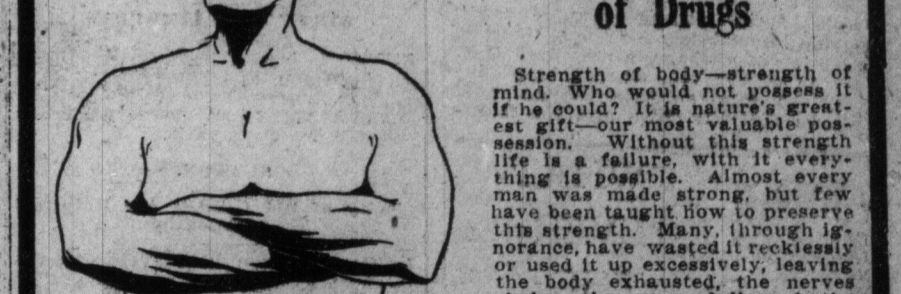 of Drugs
Strength of body—strength of
mind. Who would not possess it
if he could? It is nature's great-
est gift—our most valuable pos-
session. Without this strength
life is a failure, with it every-
thing is possible. Almost every
man was made strong, but few
have been taught how to preserve
this strength. Many, through ig-
norance, have wasted it recklessly
or used it up excessively, leaving
the body exhausted, the nerves